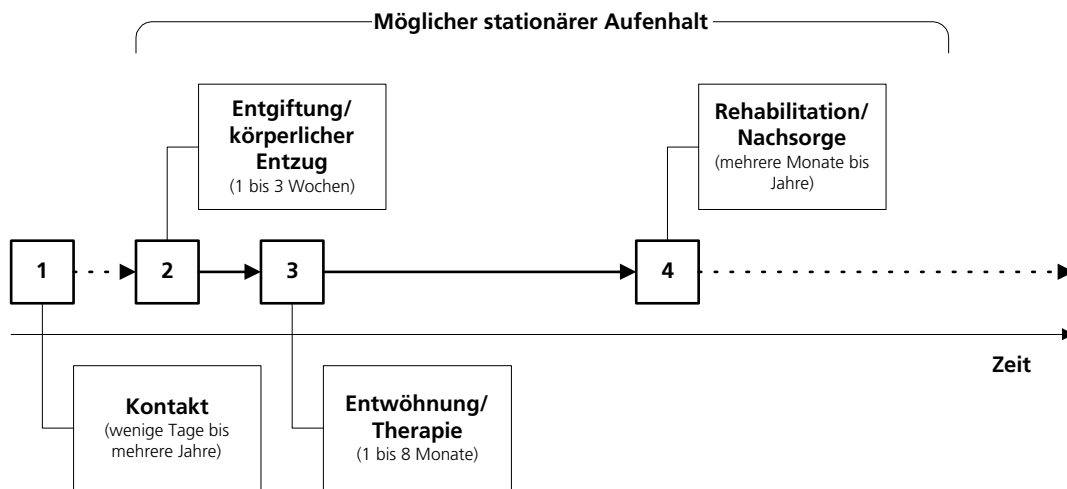 Möglicher stationärer Aufenthalt
Entgiftung/
körperlicher
Entzug
(1 bis 3 Wochen)
Rehabilitation/
Nachsorge
(mehrere Monate bis
Jahre)
1
2
3
4
Zeit
Kontakt
(wenige Tage bis
mehrere Jahre)
Entwöhnung/
Therapie
(1 bis 8 Monate)